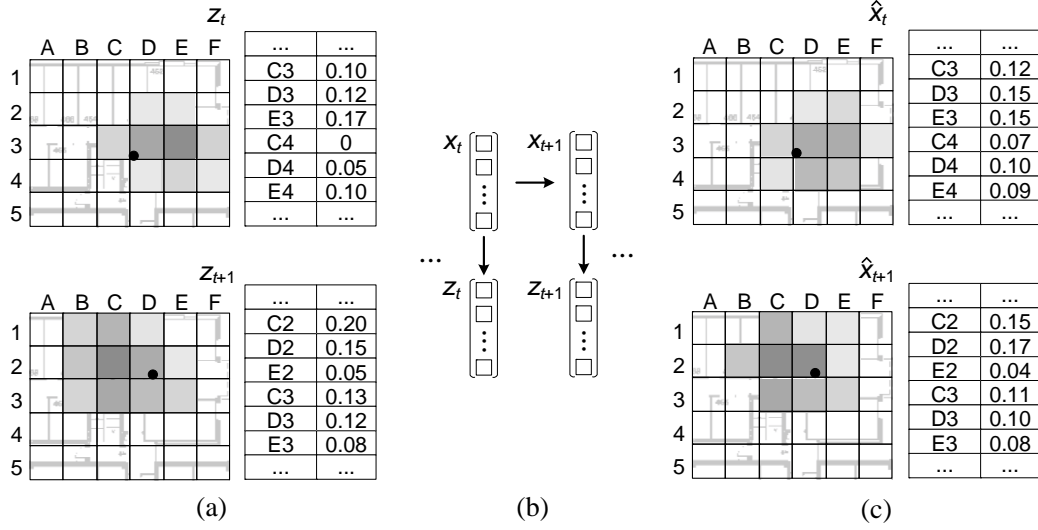 z_t
A B C D E F
1
2
3
4
5
... ...
C3 0.10
D3 0.12
E3 0.17
C4 0
D4 0.05
E4 0.10
... ...
z_{t+1}
A B C D E F
1
2
3
4
5
... ...
C2 0.20
D2 0.15
E2 0.05
C3 0.13
D3 0.12
E3 0.08
... ...
(a)
x_t x_{t+1}
... ...
z_t z_{t+1}
(b)
x̂_t
A B C D E F
1
2
3
4
5
... ...
C3 0.12
D3 0.15
E3 0.15
C4 0.07
D4 0.10
E4 0.09
... ...
x̂_{t+1}
A B C D E F
1
2
3
4
5
... ...
C2 0.15
D2 0.17
E2 0.04
C3 0.11
D3 0.10
E3 0.08
... ...
(c)